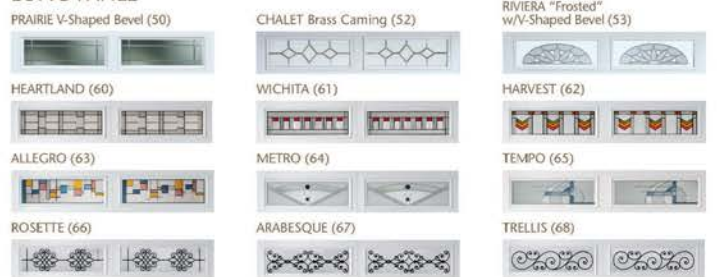 PRAIRIE V-Shaped Bevel (50)
CHALET Brass Caming (52)
RIVIERA "Frosted"
w/V-Shaped Bevel (53)
HEARTLAND (60)
WICHITA (61)
HARVEST (62)
ALLEGRO (63)
METRO (64)
TEMPO (65)
ROSETTE (66)
ARABESQUE (67)
TRELLIS (68)